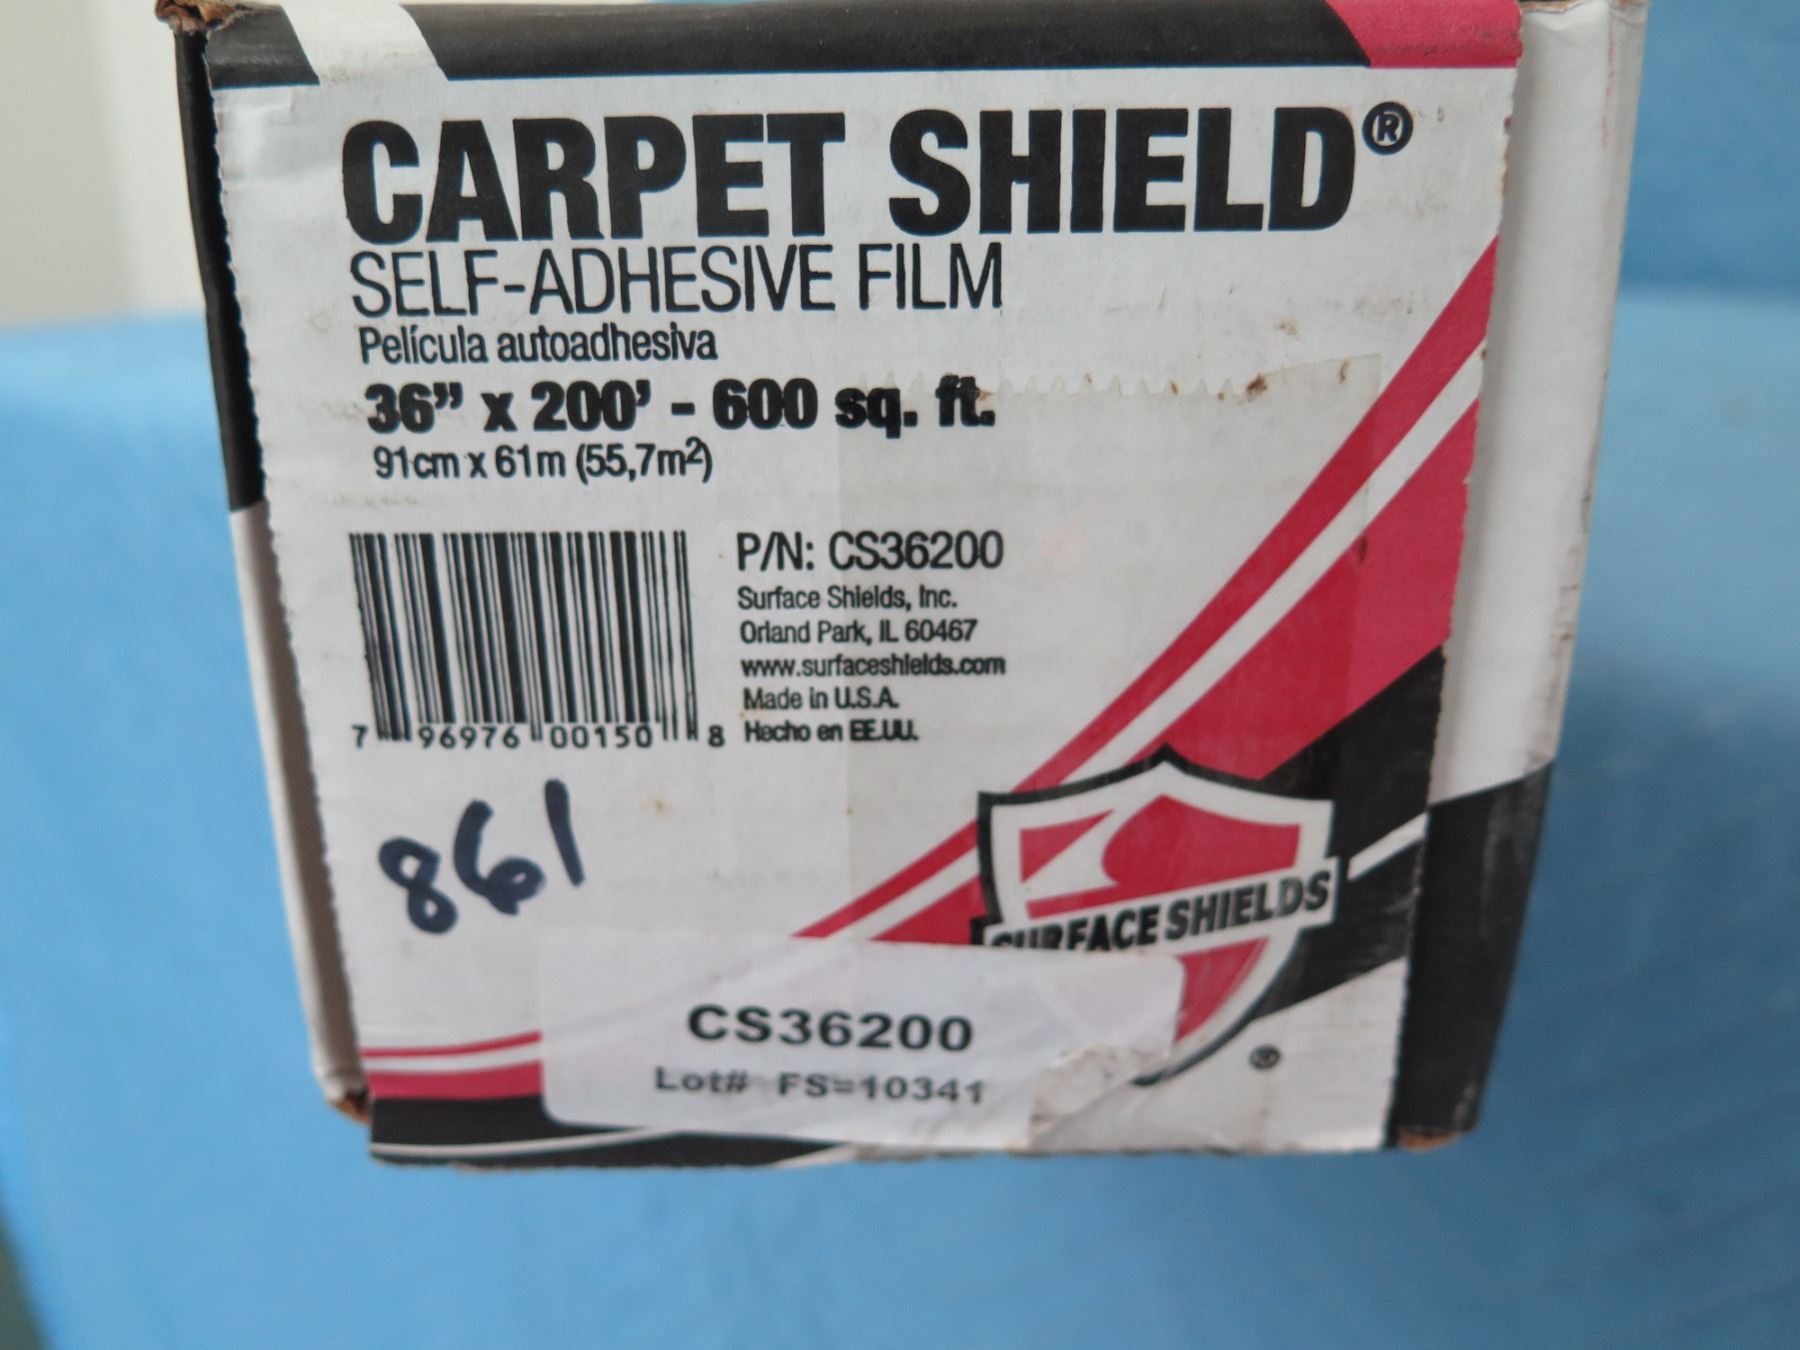 CARPET SHIELD®
SELF-ADHESIVE FILM
Película autoadhesiva
36” x 200’ - 600 sq. ft.
91cm x 61m (55,7m²)
P/N: CS36200
Surface Shields, Inc.
Orland Park, IL 60467
www.surfaceshields.com
Made in U.S.A.
Hecho en EE.UU.
7 96976 00150 8
861
SURFACE SHIELDS
®
CS36200
Lot# FS=10341